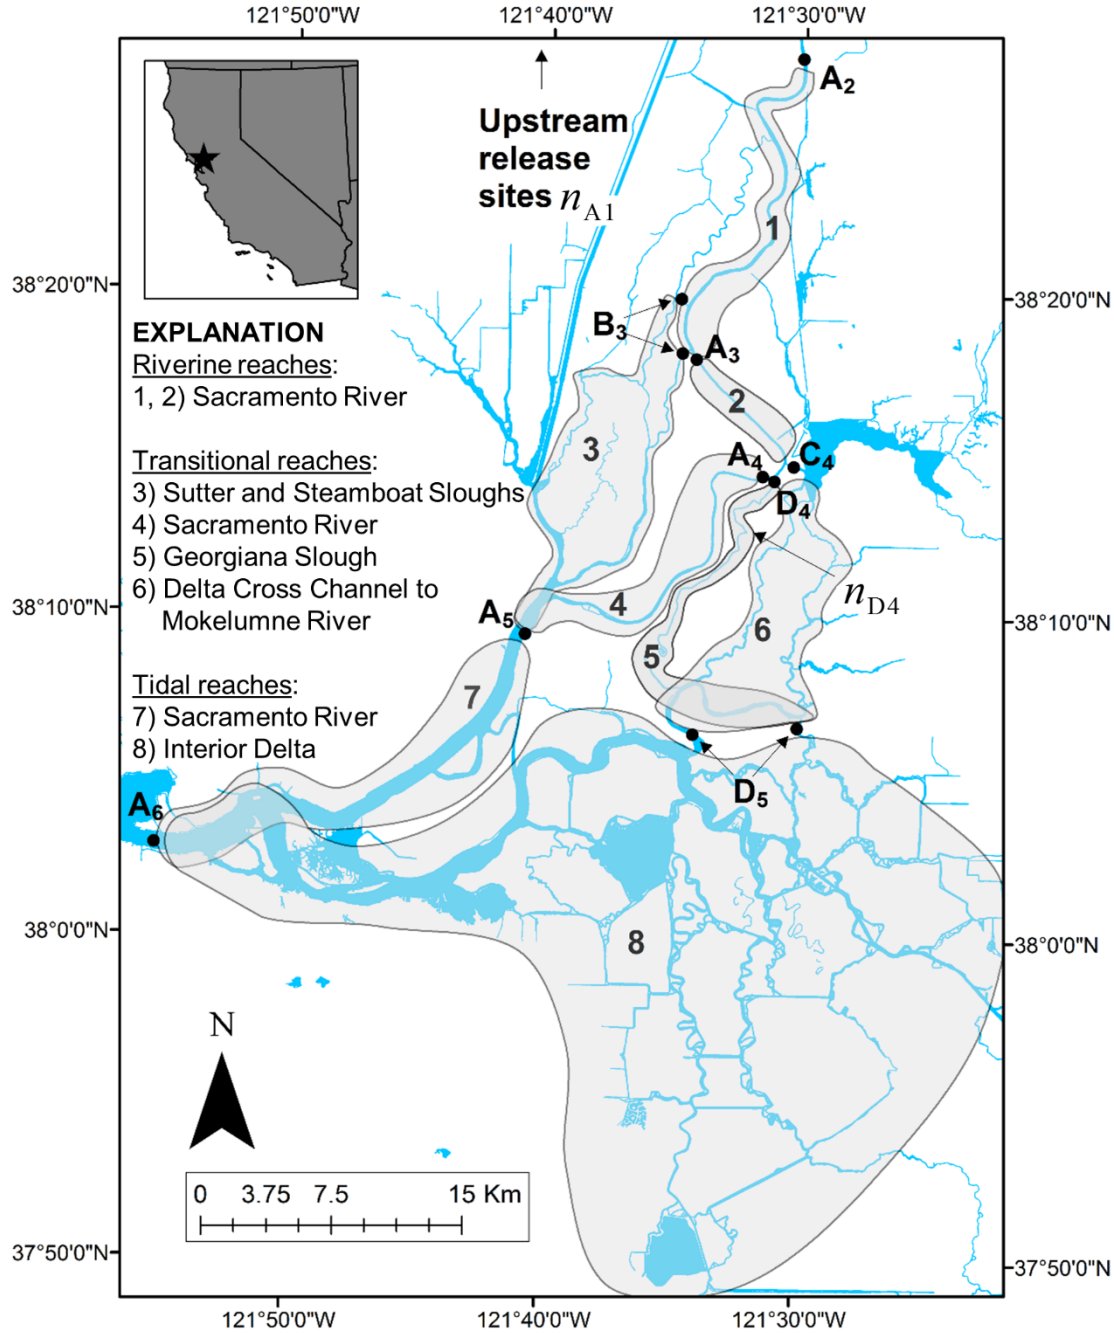 121°50'0"W
121°40'0"W
121°30'0"W
A2
Upstream
release
sites nA1
1
38°20'0"N
38°20'0"N
B3
A3
EXPLANATION
Riverine reaches:
1, 2) Sacramento River
2
Transitional reaches:
3) Sutter and Steamboat Sloughs
4) Sacramento River
5) Georgiana Slough
6) Delta Cross Channel to
Mokelumne River
3
A4
C4
D4
nD4
38°10'0"N
38°10'0"N
A5
4
5
6
Tidal reaches:
7) Sacramento River
8) Interior Delta
7
D5
A6
38°0'0"N
38°0'0"N
8
N
0 3.75 7.5 15 Km
37°50'0"N
37°50'0"N
121°50'0"W
121°40'0"W
121°30'0"W